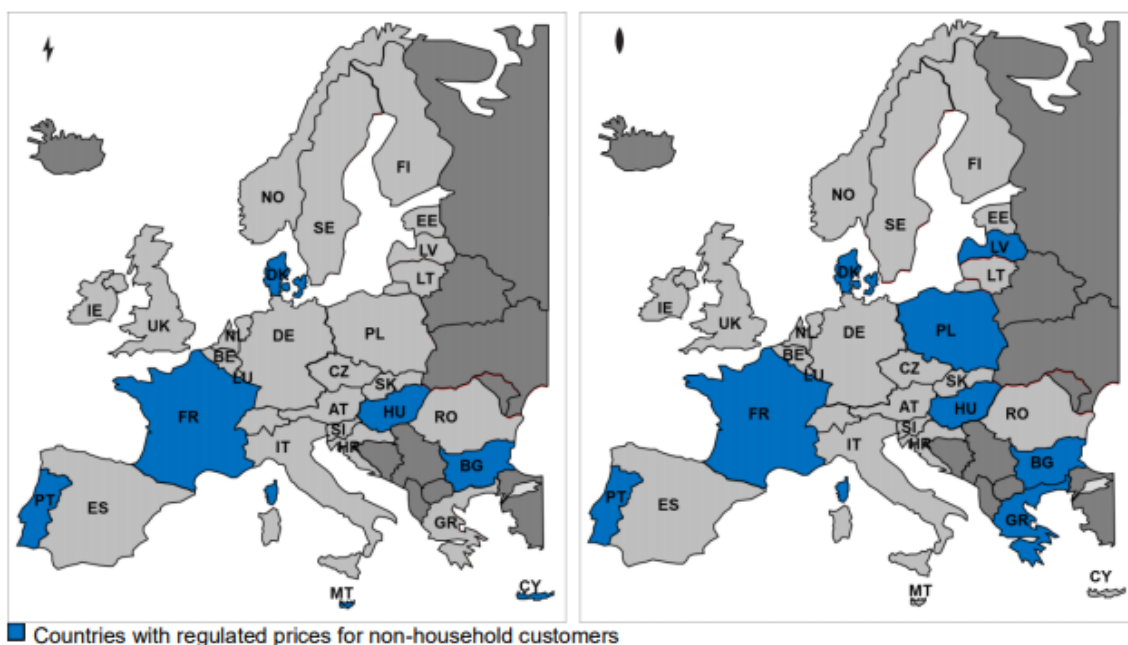 FI
NO
SE
EE
LV
DK
LT
IE
UK
NL
DE
PL
BE
LU
CZ
SK
FR
AT
HU
RO
SI
HR
IT
BG
PT
ES
GR
MT
CY
FI
NO
SE
EE
LV
DK
LT
IE
UK
NL
DE
PL
BE
LU
CZ
SK
FR
AT
HU
RO
SI
HR
IT
BG
PT
ES
GR
MT
CY
Countries with regulated prices for non-household customers